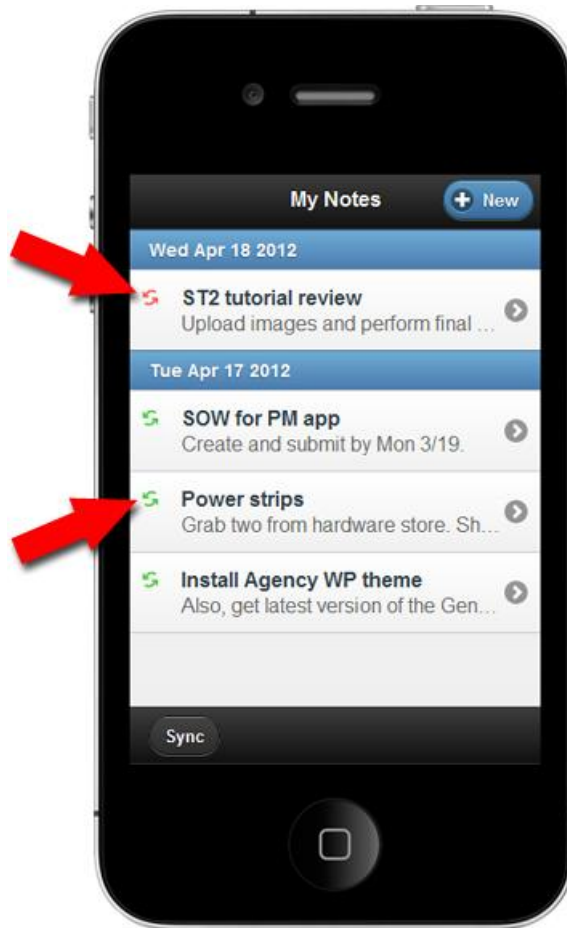 My Notes
New
Wed Apr 18 2012
ST2 tutorial review
Upload images and perform final ...
Tue Apr 17 2012
SOW for PM app
Create and submit by Mon 3/19.
Power strips
Grab two from hardware store. Sh...
Install Agency WP theme
Also, get latest version of the Gen...
Sync